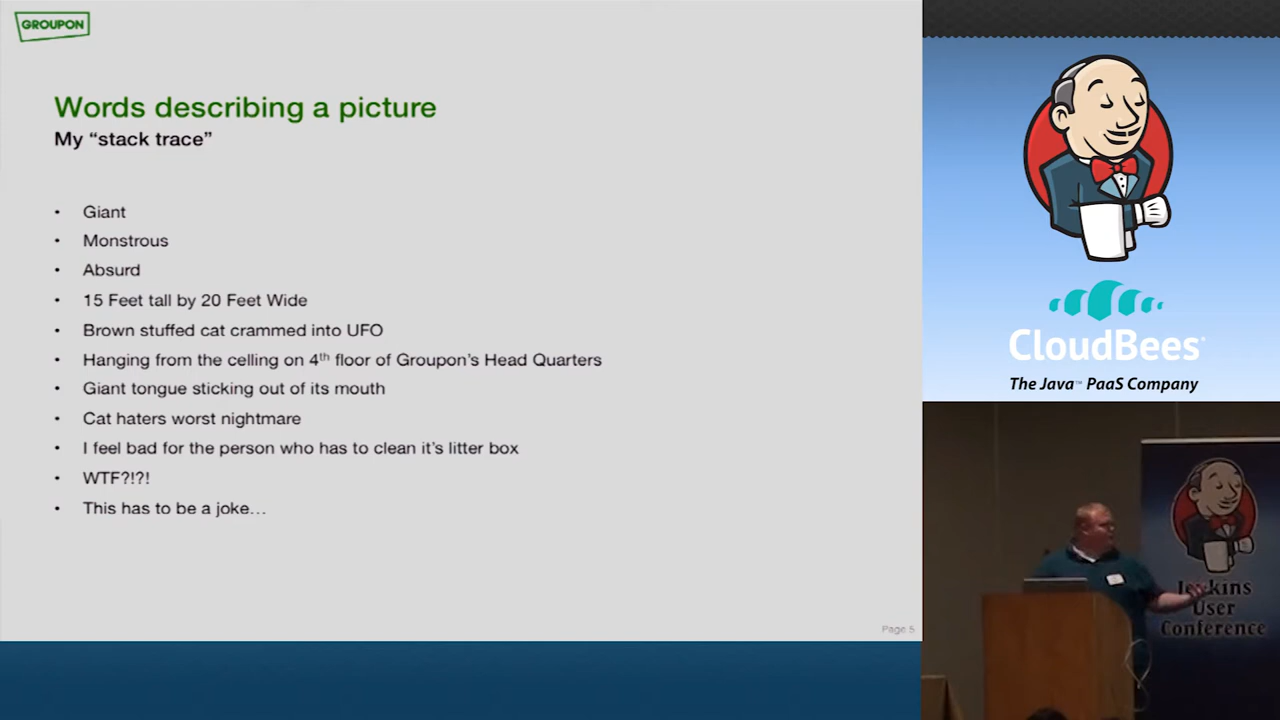 GROUPON
Words describing a picture
My “stack trace”
• Giant
• Monstrous
• Absurd
• 15 Feet tall by 20 Feet Wide
• Brown stuffed cat crammed into UFO
• Hanging from the celling on 4th floor of Groupon’s Head Quarters
• Giant tongue sticking out of its mouth
• Cat haters worst nightmare
• I feel bad for the person who has to clean it’s litter box
• WTF?!?!
• This has to be a joke…
Page 5
CloudBees
The Java™ PaaS Company
Jenkins
User
Conference